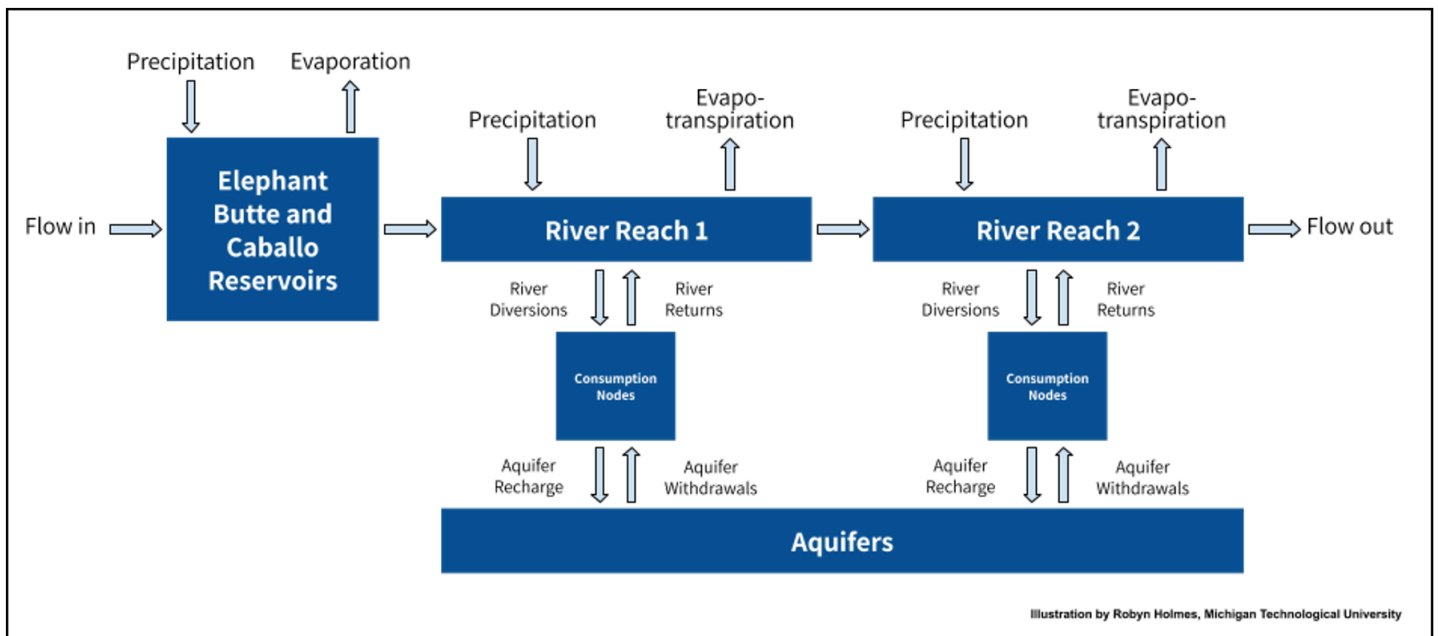 Precipitation
Evaporation
Elephant
Butte and
Caballo
Reservoirs
Flow in
Precipitation
Evapo-
transpiration
River Reach 1
Precipitation
Evapo-
transpiration
River Reach 2
Flow out
River
Diversions
River
Returns
River
Diversions
River
Returns
Consumption
Nodes
Consumption
Nodes
Aquifer
Recharge
Aquifer
Withdrawals
Aquifer
Recharge
Aquifer
Withdrawals
Aquifers
Illustration by Robyn Holmes, Michigan Technological University